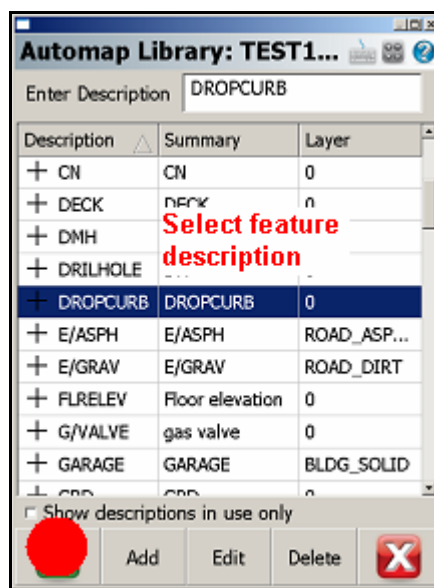 Automap Library: TEST1...
Enter Description DROPCURB
Description Summary Layer
CN CN 0
DECK DECK 0
DMH
DRILHOLE
Select feature
description
DROPCURB DROPCURB 0
E/ASPH E/ASPH ROAD_ASP...
E/GRAV E/GRAV ROAD_DIRT
FLRELEV Floor elevation 0
G/VALVE gas valve 0
GARAGE GARAGE BLDG_SOLID
Show descriptions in use only
Add Edit Delete